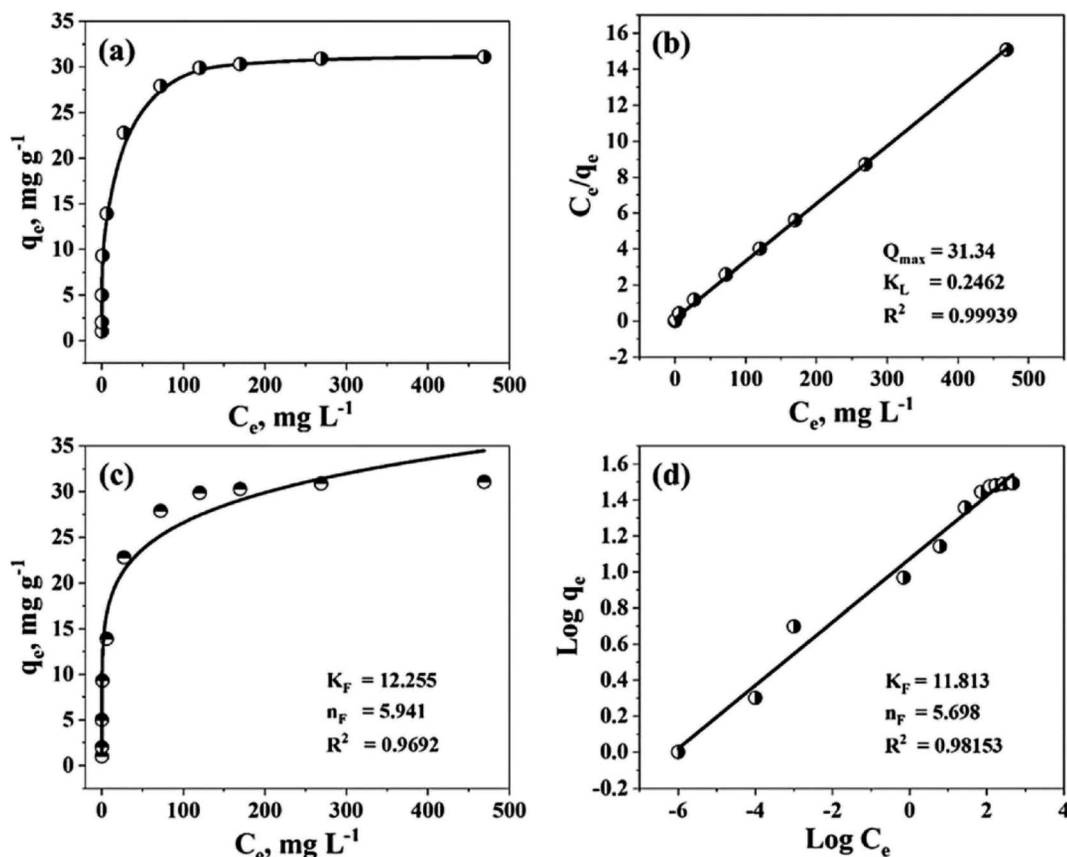 (a)
35
30
25
20
15
10
5
0
qe, mg g-1
0 100 200 300 400 500
Ce, mg L-1
(b)
16
14
12
10
8
6
4
2
0
-2
Ce/qe
Qmax = 31.34
KL = 0.2462
R2 = 0.99939
0 100 200 300 400 500
Ce, mg L-1
(c)
35
30
25
20
15
10
5
0
qe, mg g-1
KF = 12.255
nF = 5.941
R2 = 0.9692
0 100 200 300 400 500
Ce, mg L-1
(d)
1.6
1.4
1.2
1.0
0.8
0.6
0.4
0.2
0.0
-0.2
Log qe
KF = 11.813
nF = 5.698
R2 = 0.98153
-6 -4 -2 0 2 4
Log Ce